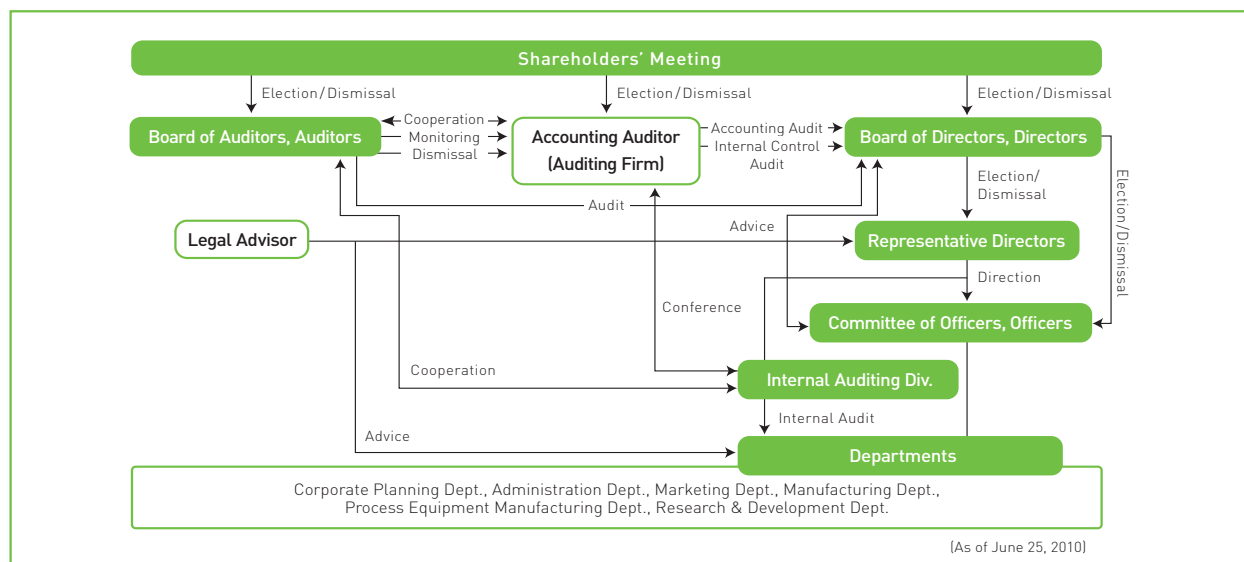 Shareholders' Meeting
Election/Dismissal
Election/Dismissal
Election/Dismissal
Board of Auditors, Auditors
Cooperation
Monitoring
Dismissal
Accounting Auditor
(Auditing Firm)
Accounting Audit
Internal Control
Audit
Board of Directors, Directors
Election/
Dismissal
Election/Dismissal
Audit
Legal Advisor
Advice
Representative Directors
Direction
Conference
Committee of Officers, Officers
Cooperation
Internal Auditing Div.
Internal Audit
Advice
Departments
Corporate Planning Dept., Administration Dept., Marketing Dept., Manufacturing Dept.,
Process Equipment Manufacturing Dept., Research & Development Dept.
(As of June 25, 2010)